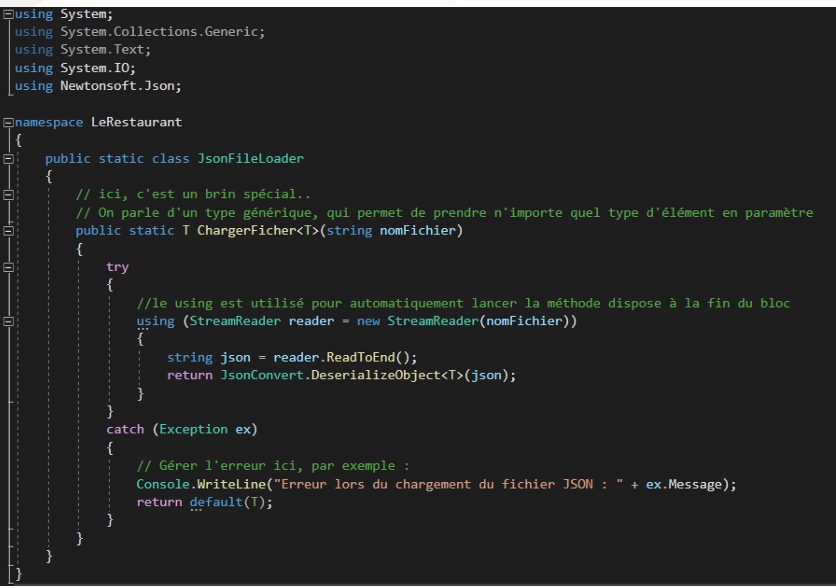 using System;
using System.Collections.Generic;
using System.Text;
using System.IO;
using Newtonsoft.Json;

namespace LeRestaurant
{
    public static class JsonFileLoader
    {
        // ici, c'est un brin spécial..
        // On parle d'un type générique, qui permet de prendre n'importe quel type d'élément en paramètre
        public static T ChargerFicher<T>(string nomFichier)
        {
            try
            {
                //le using est utilisé pour automatiquement lancer la méthode dispose à la fin du bloc
                using (StreamReader reader = new StreamReader(nomFichier))
                {
                    string json = reader.ReadToEnd();
                    return JsonConvert.DeserializeObject<T>(json);
                }
            }
            catch (Exception ex)
            {
                // Gérer l'erreur ici, par exemple :
                Console.WriteLine("Erreur lors du chargement du fichier JSON : " + ex.Message);
                return default(T);
            }
        }
    }
}